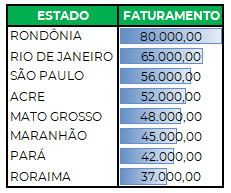 ESTADO FATURAMENTO
RONDÔNIA 80.000,00
RIO DE JANEIRO 65.000,00
SÃO PAULO 56.000,00
ACRE 52.000,00
MATO GROSSO 48.000,00
MARANHÃO 45.000,00
PARÁ 42.000,00
RORAIMA 37.000,00